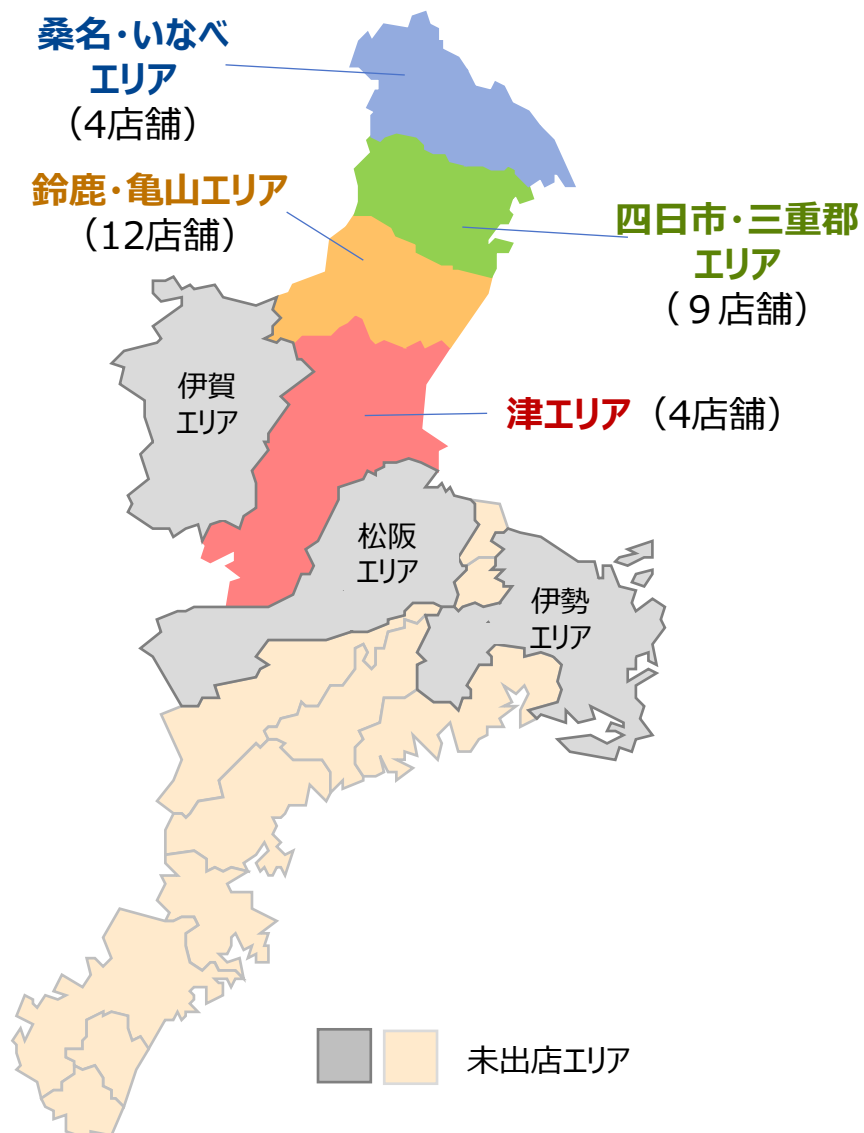 桑名・いなべ
エリア
（4店舗）
鈴鹿・亀山エリア
（12店舗）
四日市・三重郡
エリア
（９店舗）
伊賀
エリア
津エリア（4店舗）
松阪
エリア
伊勢
エリア
未出店エリア